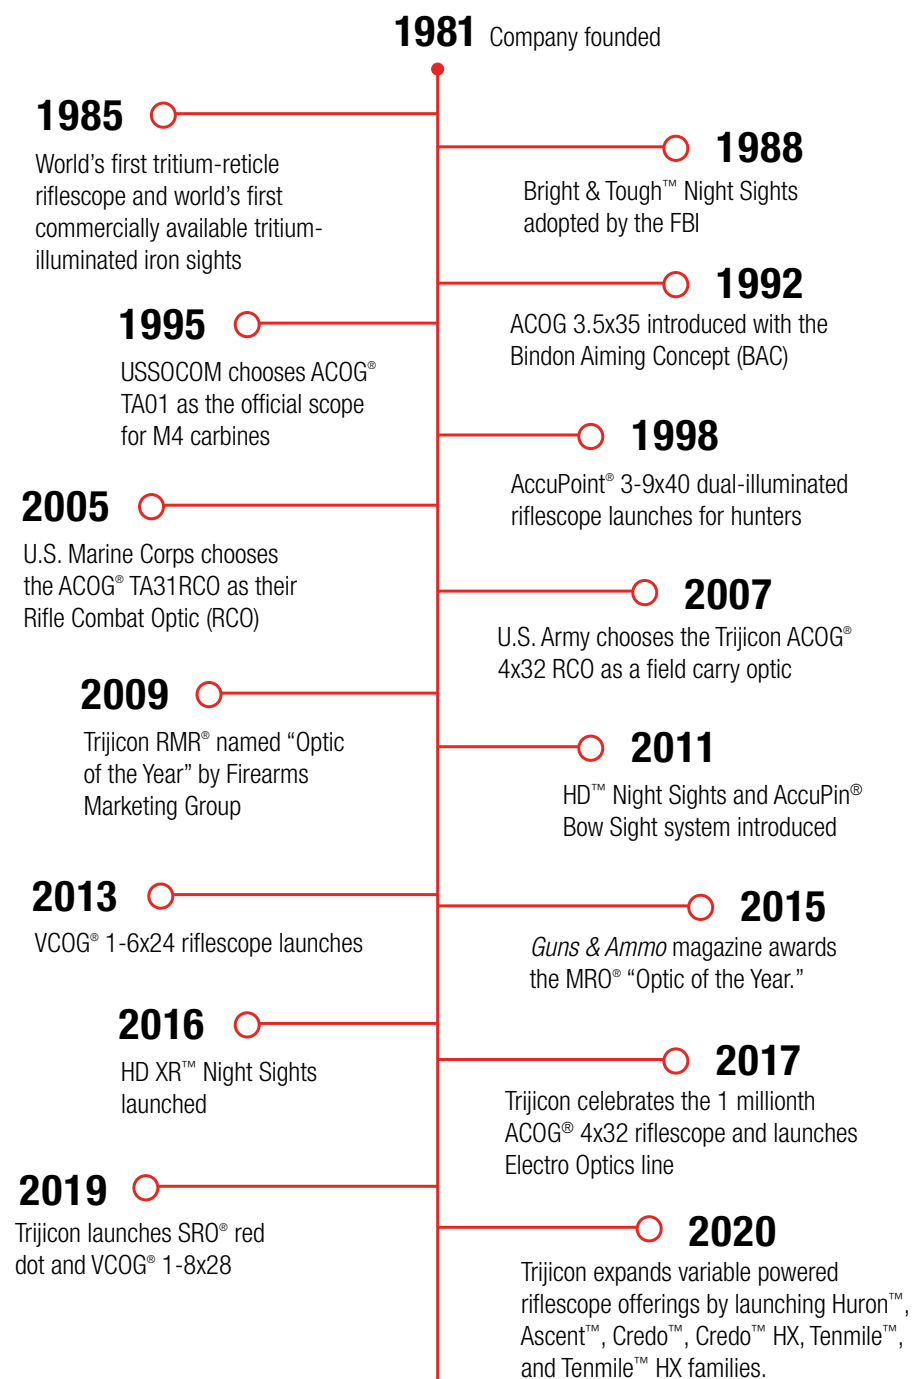 1981 Company founded
1985
World’s first tritium-reticle
riflescope and world’s first
commercially available tritium-
illuminated iron sights
1988
Bright & Tough™ Night Sights
adopted by the FBI
1992
ACOG 3.5x35 introduced with the
Bindon Aiming Concept (BAC)
1995
USSOCOM chooses ACOG®
TA01 as the official scope
for M4 carbines
1998
AccuPoint® 3-9x40 dual-illuminated
riflescope launches for hunters
2005
U.S. Marine Corps chooses
the ACOG® TA31RCO as their
Rifle Combat Optic (RCO)
2007
U.S. Army chooses the Trijicon ACOG®
4x32 RCO as a field carry optic
2009
Trijicon RMR® named “Optic
of the Year” by Firearms
Marketing Group
2011
HD™ Night Sights and AccuPin®
Bow Sight system introduced
2013
VCOG® 1-6x24 riflescope launches
2015
Guns & Ammo magazine awards
the MRO® “Optic of the Year.”
2016
HD XR™ Night Sights
launched
2017
Trijicon celebrates the 1 millionth
ACOG® 4x32 riflescope and launches
Electro Optics line
2019
Trijicon launches SRO® red
dot and VCOG® 1-8x28
2020
Trijicon expands variable powered
riflescope offerings by launching Huron™,
Ascent™, Credo™, Credo™ HX, Tenmile™,
and Tenmile™ HX families.